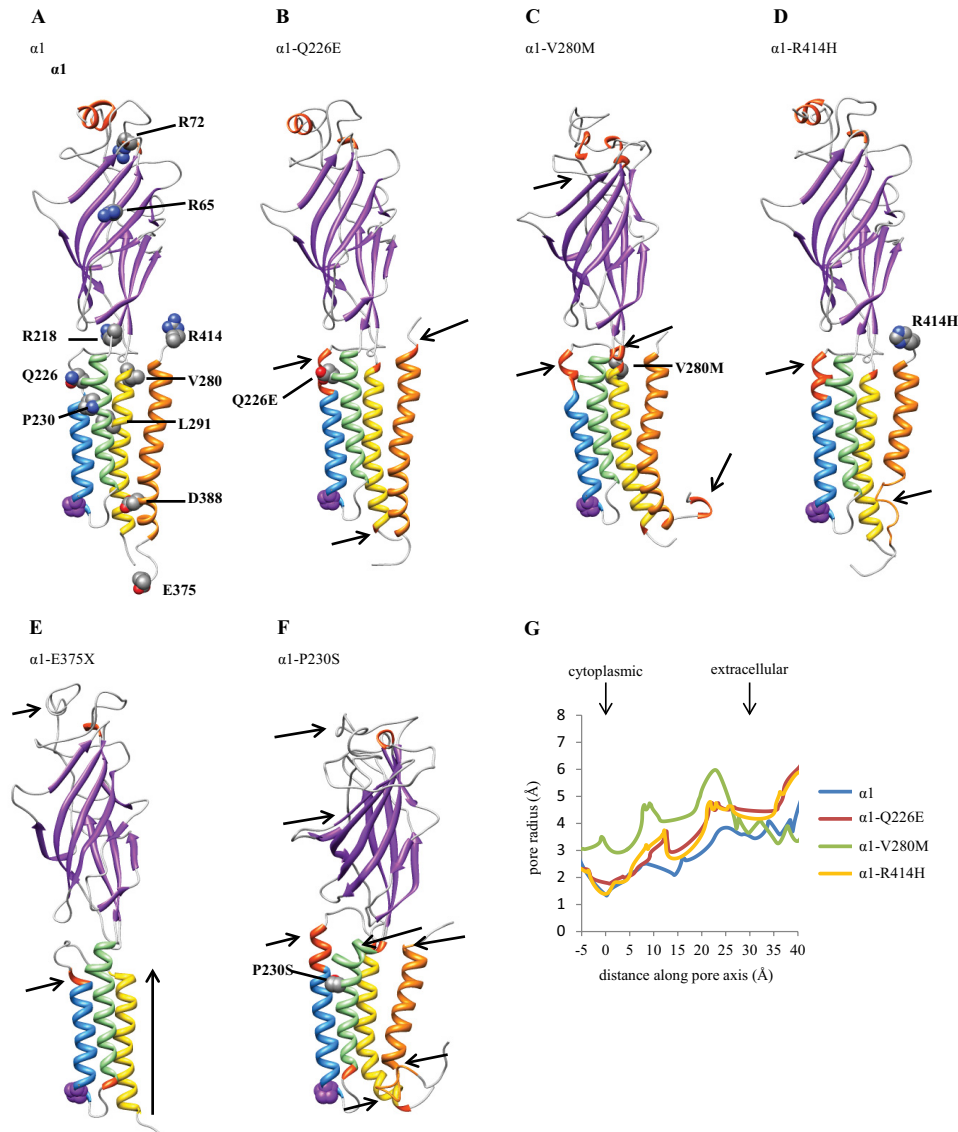 A
α1
α1
R72
R65
R218
R414
Q226
V280
P230
L291
D388
E375
B
α1-Q226E
Q226E
C
α1-V280M
V280M
D
α1-R414H
R414H
E
α1-E375X
F
α1-P230S
P230S
G
cytoplasmic
extracellular
8
7
6
5
4
3
2
1
0
-5 0 5 10 15 20 25 30 35 40
pore radius (Å)
distance along pore axis (Å)
α1
α1-Q226E
α1-V280M
α1-R414H